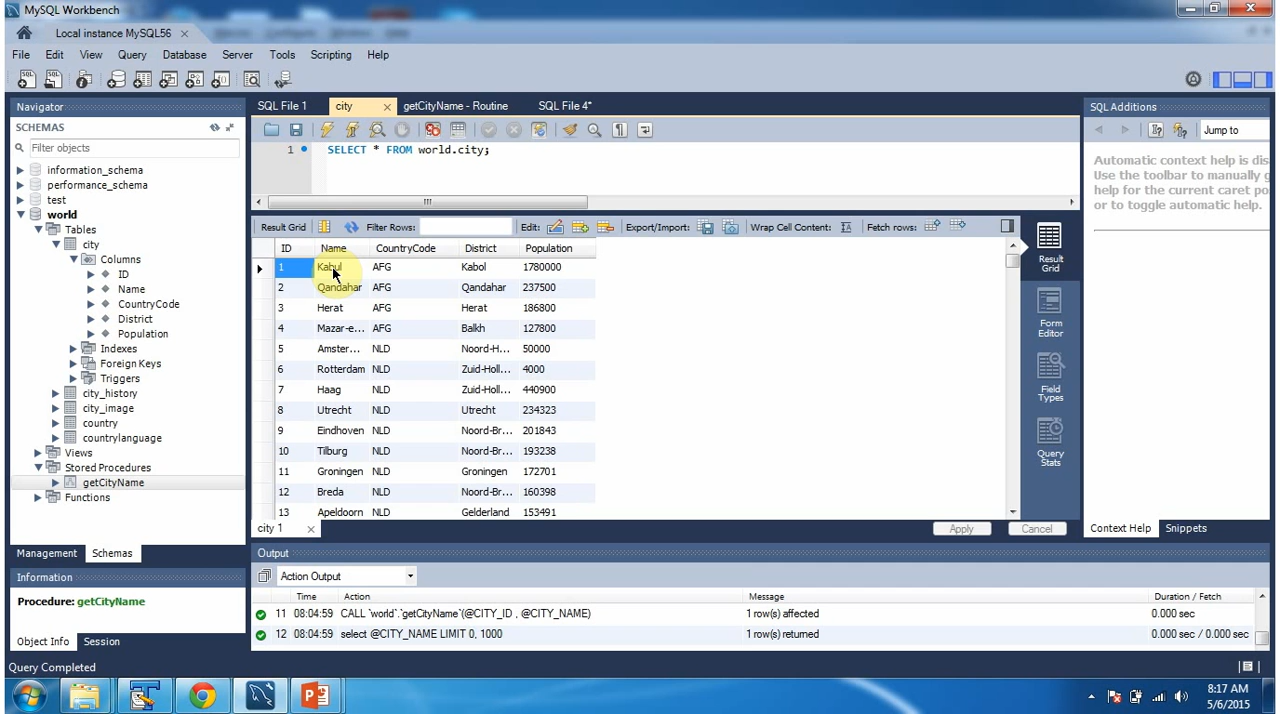 MySQL Workbench
Local instance MySQL56
File Edit View Query Database Server Tools Scripting Help
Navigator
SCHEMAS
Filter objects
information_schema
performance_schema
test
world
Tables
city
Columns
ID
Name
CountryCode
District
Population
Indexes
Foreign Keys
Triggers
city_history
city_image
country
countrylanguage
Views
Stored Procedures
getCityName
Functions
Management Schemas
Information
Procedure: getCityName
Object Info Session
SQL File 1 city getCityName - Routine SQL File 4*
1 SELECT * FROM world.city;
Result Grid Filter Rows: Edit: Export/Import: Wrap Cell Content: Fetch rows:
ID Name CountryCode District Population
1 Kabul AFG Kabol 1780000
2 Qandahar AFG Qandahar 237500
3 Herat AFG Herat 186800
4 Mazar-e... AFG Balkh 127800
5 Amster... NLD Noord-H... 50000
6 Rotterdam NLD Zuid-Holl... 4000
7 Haag NLD Zuid-Holl... 440900
8 Utrecht NLD Utrecht 234323
9 Eindhoven NLD Noord-Br... 201843
10 Tilburg NLD Noord-Br... 193238
11 Groningen NLD Groningen 172701
12 Breda NLD Noord-Br... 160398
13 Apeldoorn NLD Gelderland 153491
Result
Grid
Form
Editor
Field
Types
Query
Stats
city 1 Apply Cancel
SQL Additions
Jump to
Automatic context help is dis
Use the toolbar to manually g
help for the current caret po
or to toggle automatic help.
Context Help Snippets
Output
Action Output
Time Action Message Duration / Fetch
11 08:04:59 CALL `world`.`getCityName`(@CITY_ID , @CITY_NAME) 1 row(s) affected 0.000 sec
12 08:04:59 select @CITY_NAME LIMIT 0, 1000 1 row(s) returned 0.000 sec / 0.000 sec
Query Completed
8:17 AM
5/6/2015